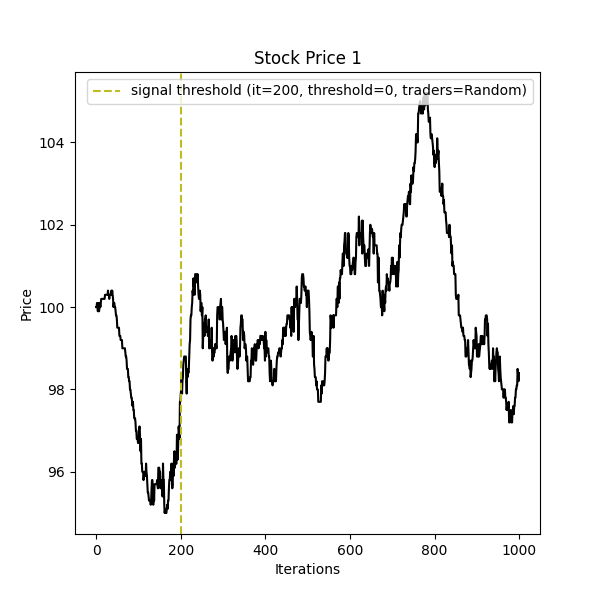 Stock Price 1
signal threshold (it=200, threshold=0, traders=Random)
104
102
100
98
96
Price
0 200 400 600 800 1000
Iterations